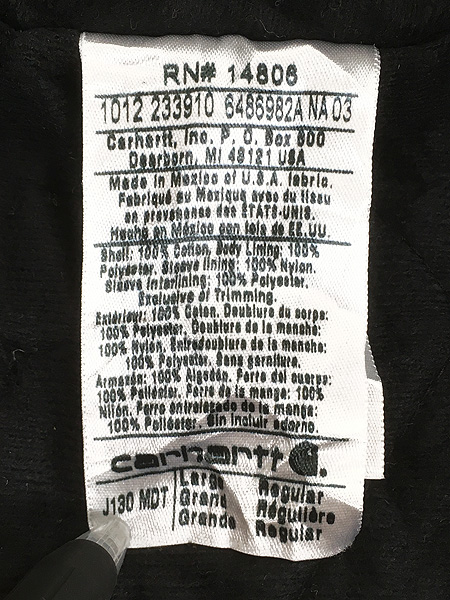 RN# 14806
1012 233910 6486982A NA 03
Carhartt, Inc. P. O. Box 600
Dearborn, MI 48121 USA
Made in Mexico of U.S.A. fabric.
Fabriqué au Mexique avec du tissu
en provenance des ÉTATS-UNIS.
Hecho en México con tela de EE.UU.
Shell: 100% Cotton, Body Lining: 100%
Polyester, Sleeve lining: 100% Nylon.
Sleeve Interlining: 100% Polyester.
Exclusive of Trimming.
Extérieur: 100% Coton, Doublure du corps:
100% Polyester, Doublure de la manche:
100% Nylon, Entredoublure de la manche:
100% Polyester, Sans garniture.
Armazón: 100% Algodón, Forro del cuerpo:
100% Poliéster, Forro de la manga: 100%
Nilón, Forro entrelazado de la manga:
100% Poliéster, Sin incluir adorno.
carhartt
J130 MDT
Large Regular
Grand Régulière
Grande Regular